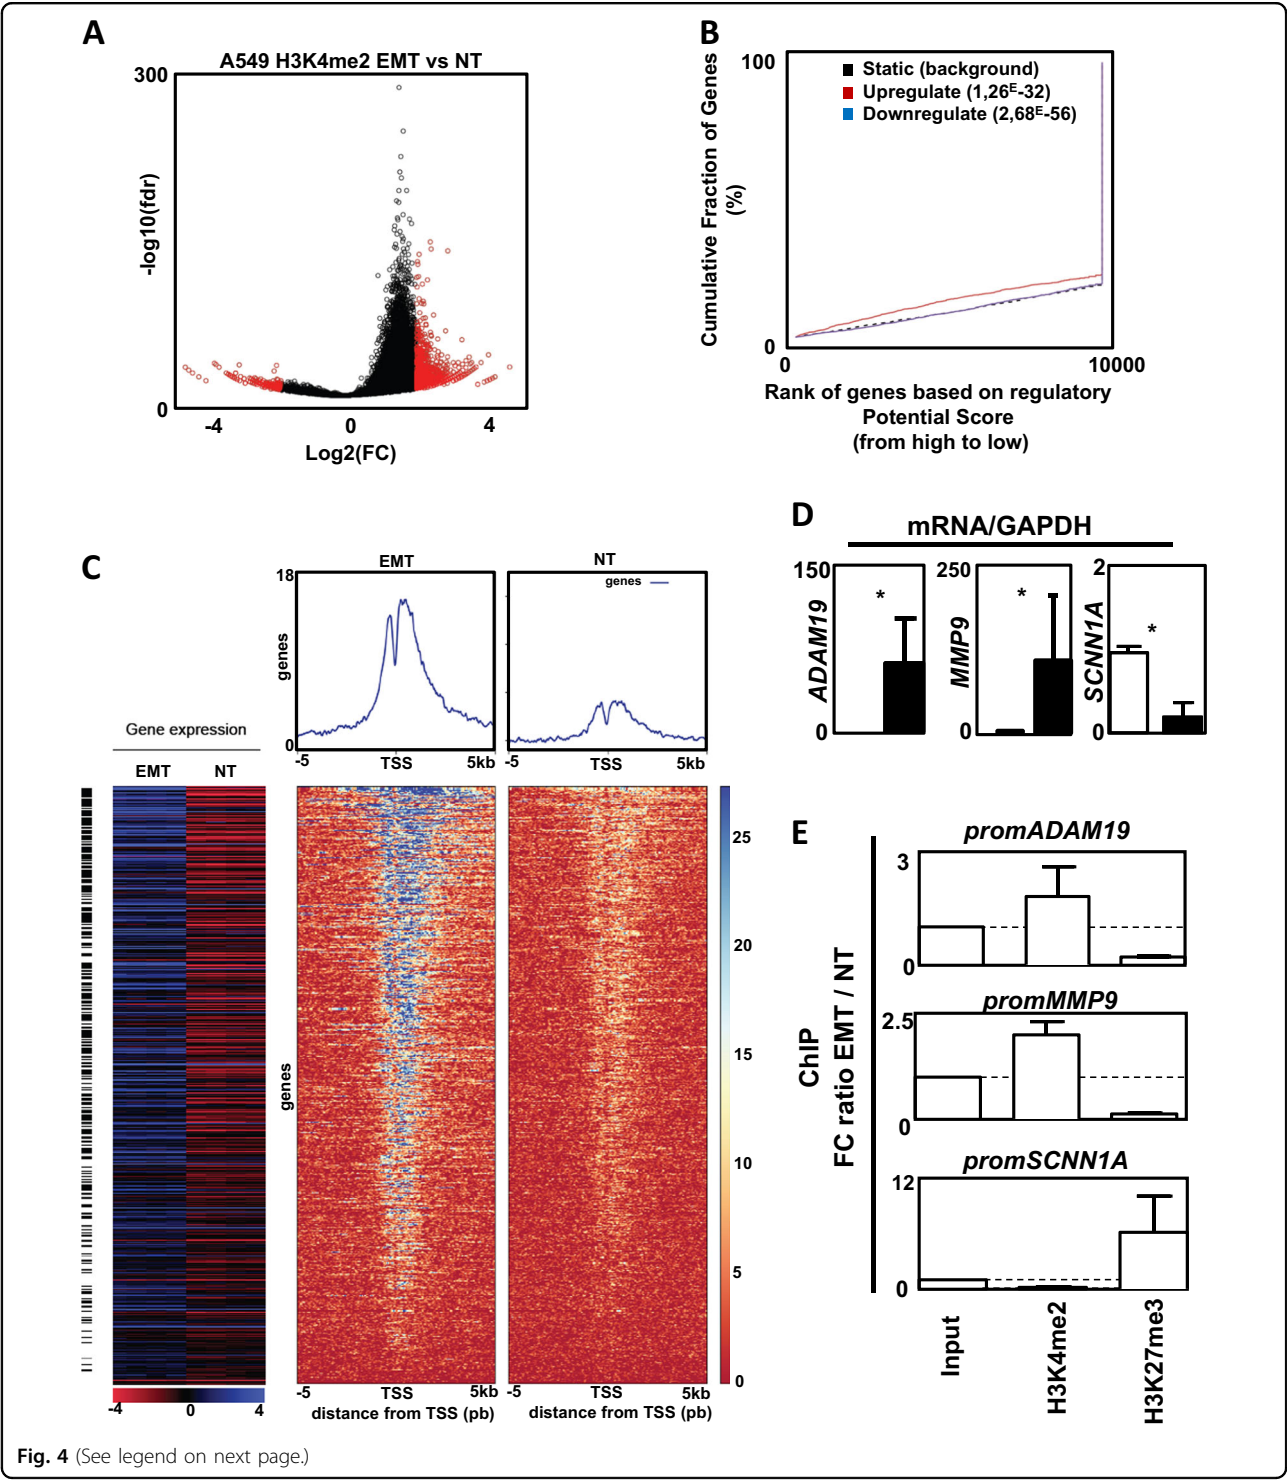 A
A549 H3K4me2 EMT vs NT
300
-log10(fdr)
0
-4 0 4
Log2(FC)
B
100
Cumulative Fraction of Genes
(%)
Static (background)
Upregulate (1,26E-32)
Downregulate (2,68E-56)
0
0 10000
Rank of genes based on regulatory
Potential Score
(from high to low)
C
EMT NT
18
genes
genes
0
-5 TSS 5kb -5 TSS 5kb
Gene expression
EMT NT
genes
25
20
15
10
5
0
-4 0 4
-5 TSS 5kb -5 TSS 5kb
distance from TSS (pb) distance from TSS (pb)
D
mRNA/GAPDH
150
ADAM19
*
0
250
MMP9
*
0
2
SCNN1A
*
0
E
ChIP
FC ratio EMT / NT
promADAM19
3
0
promMMP9
2.5
0
promSCNN1A
12
0
Input
H3K4me2
H3K27me3
Fig. 4 (See legend on next page.)